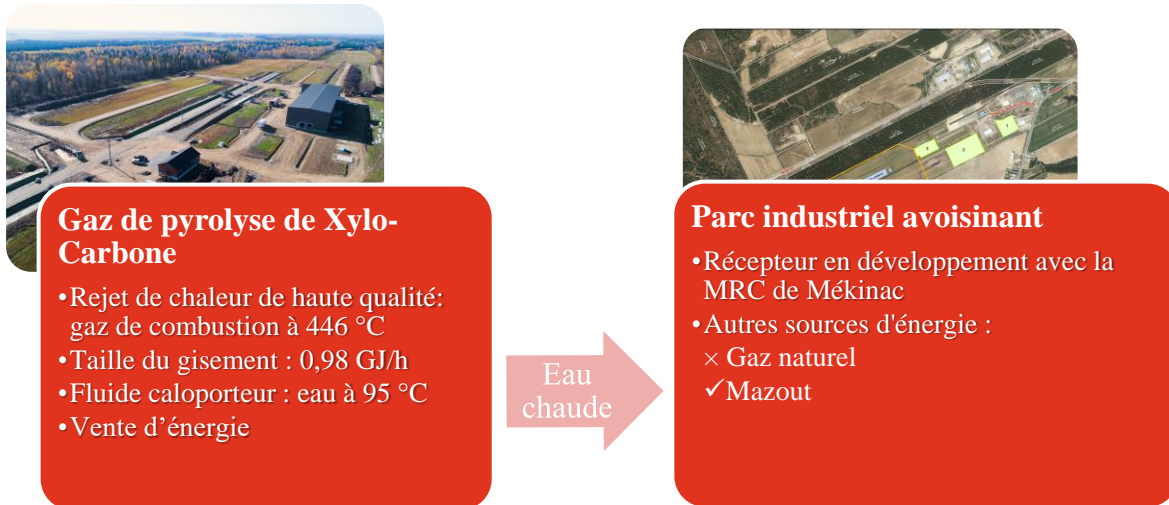 Gaz de pyrolyse de Xylo-
Carbone
•Rejet de chaleur de haute qualité:
gaz de combustion à 446 °C
•Taille du gisement : 0,98 GJ/h
•Fluide caloporteur : eau à 95 °C
•Vente d’énergie
Eau
chaude
Parc industriel avoisinant
•Récepteur en développement avec la
MRC de Mékinac
•Autres sources d'énergie :
× Gaz naturel
✓Mazout